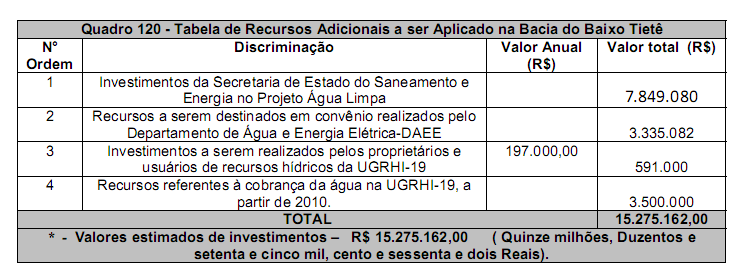 Quadro 120 - Tabela de Recursos Adicionais a ser Aplicado na Bacia do Baixo Tietê
N° Ordem Discriminação Valor Anual (R$) Valor total (R$)
1 Investimentos da Secretaria de Estado do Saneamento e
Energia no Projeto Água Limpa 7.849.080
2 Recursos a serem destinados em convênio realizados pelo
Departamento de Água e Energia Elétrica-DAEE 3.335.082
3 Investimentos a serem realizados pelos proprietários e 197.000,00
usuários de recursos hídricos da UGRHI-19 591.000
4 Recursos referentes à cobrança da água na UGRHI-19, a
partir de 2010. 3.500.000
TOTAL 15.275.162,00
* - Valores estimados de investimentos – R$ 15.275.162,00 ( Quinze milhões, Duzentos e
setenta e cinco mil, cento e sessenta e dois Reais).